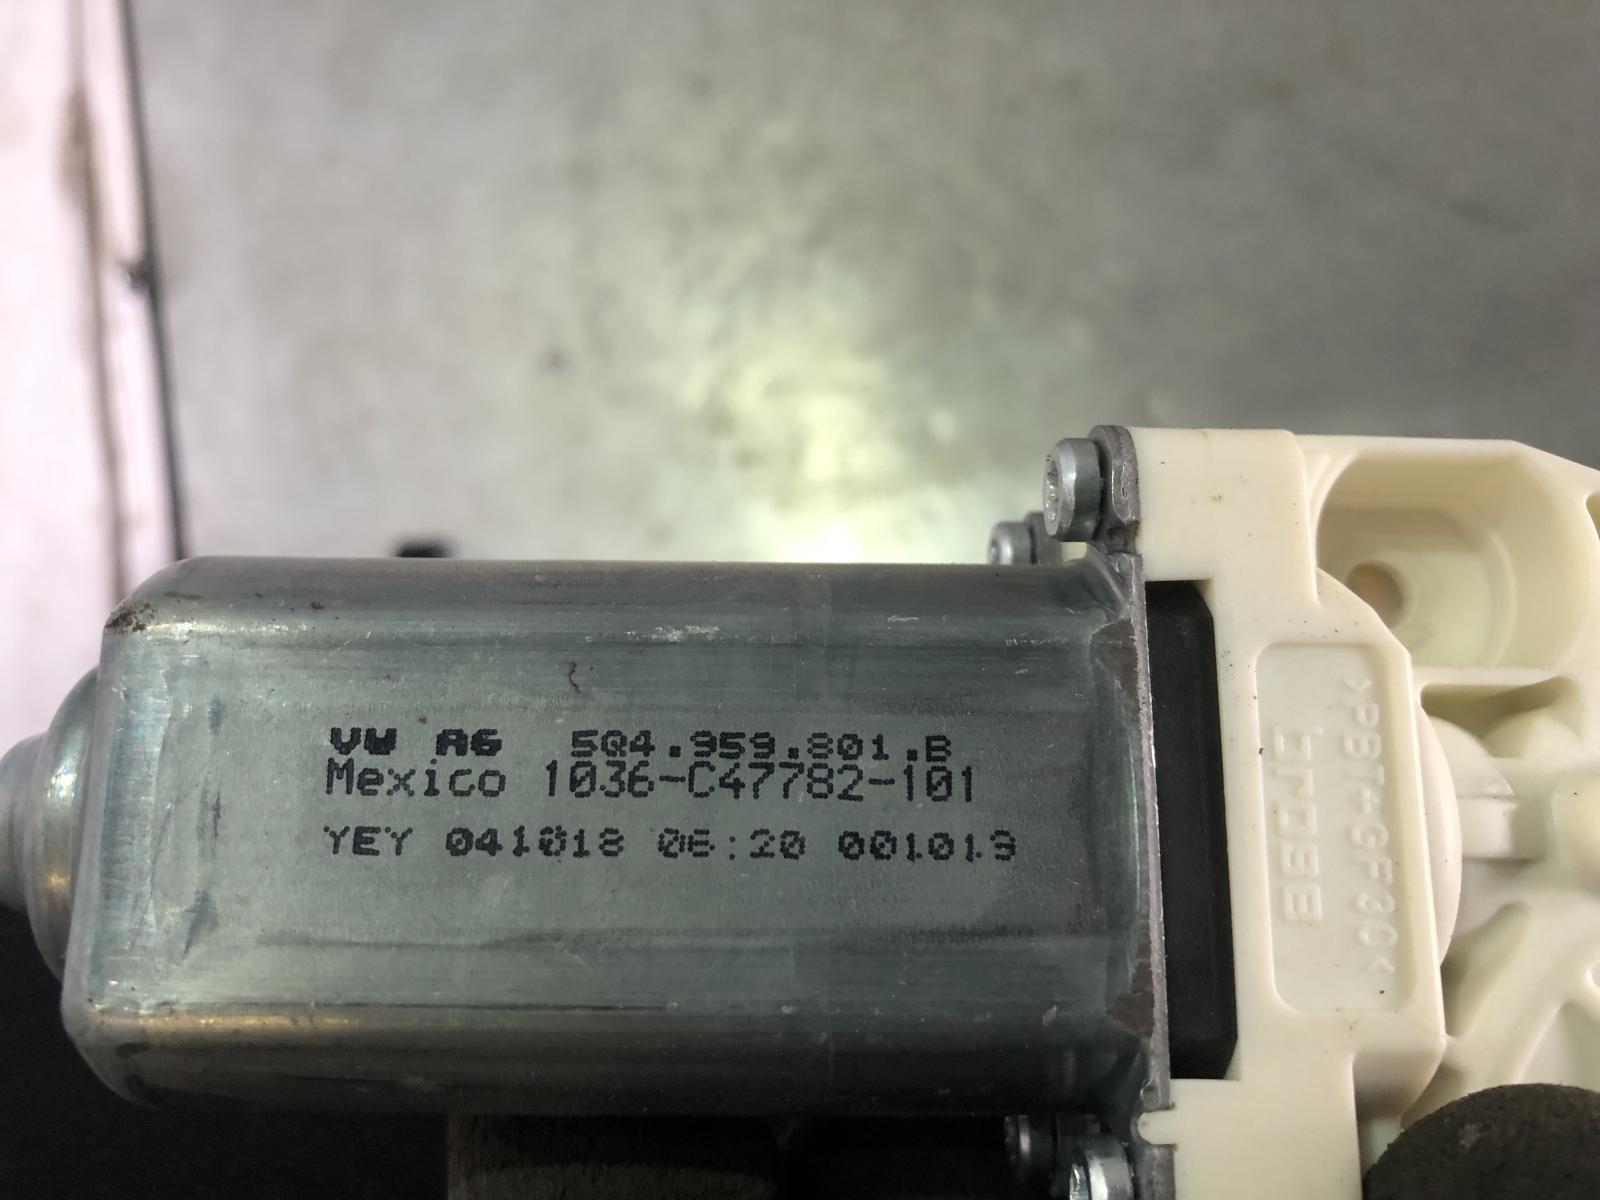 VW AG 5Q4.959.801.B
Mexico 1036-C47782-101
YEY 041018 06:20 001013
>PBT+GF30<